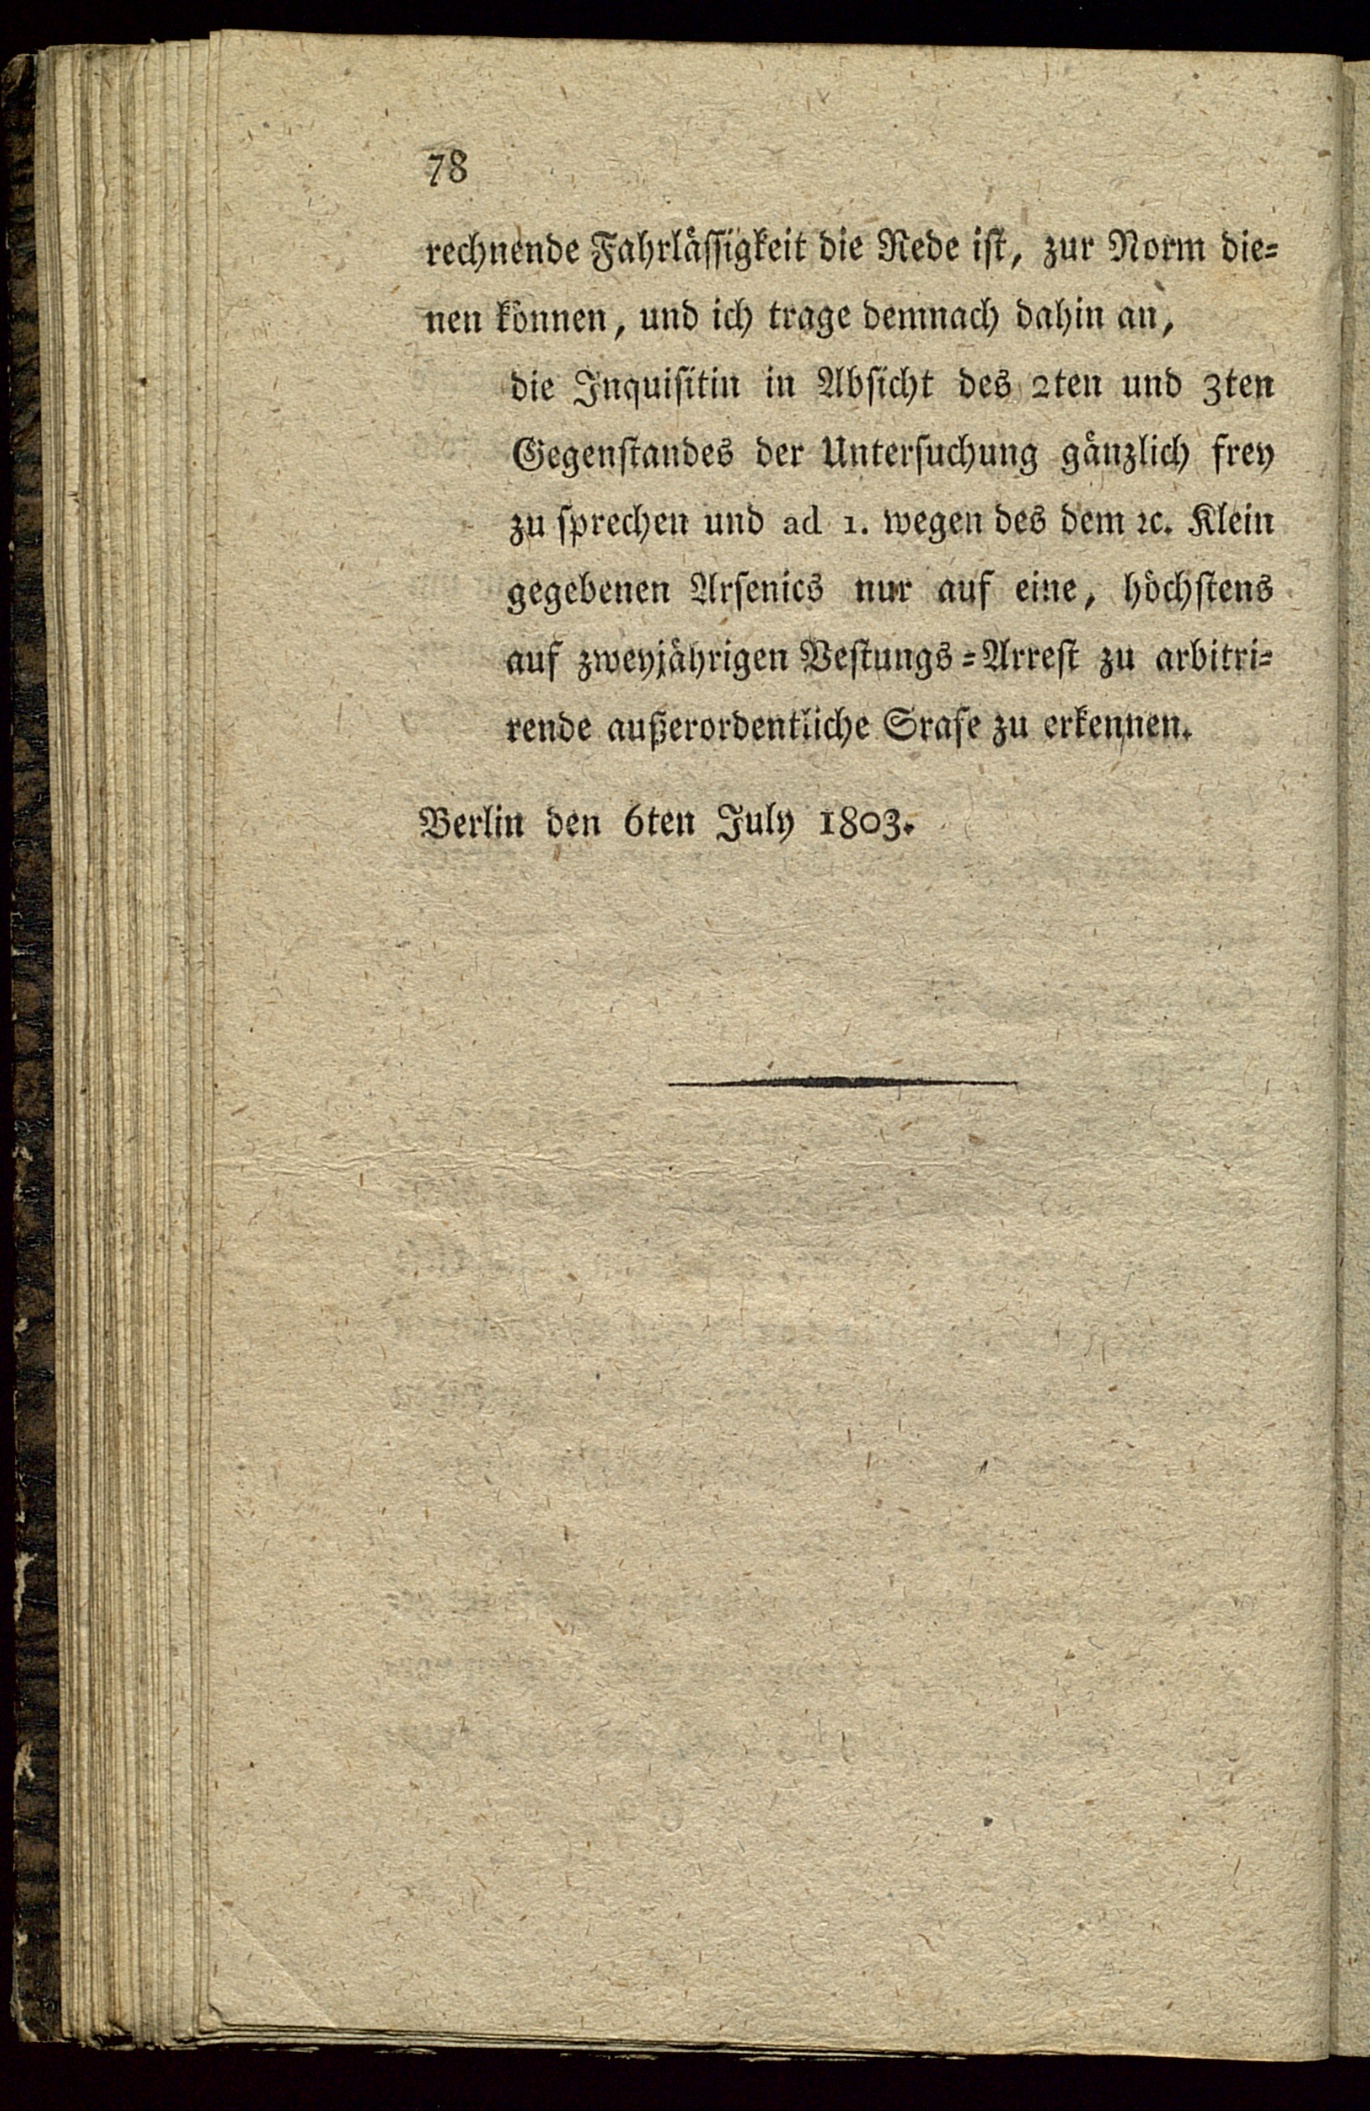 78
rechnende Fahrlässigkeit die Rede ist, zur Norm die-
nen können, und ich trage demnach dahin an,
die Inquisitin in Absicht des 2ten und 3ten
Gegenstandes der Untersuchung gänzlich frey
zu sprechen und ad 1. wegen des dem ꝛc. Klein
gegebenen Arsenics nur auf eine, höchstens
auf zweyjährigen Vestungs-Arrest zu arbitri-
rende außerordentliche Srafe zu erkennen.
Berlin den 6ten July 1803.